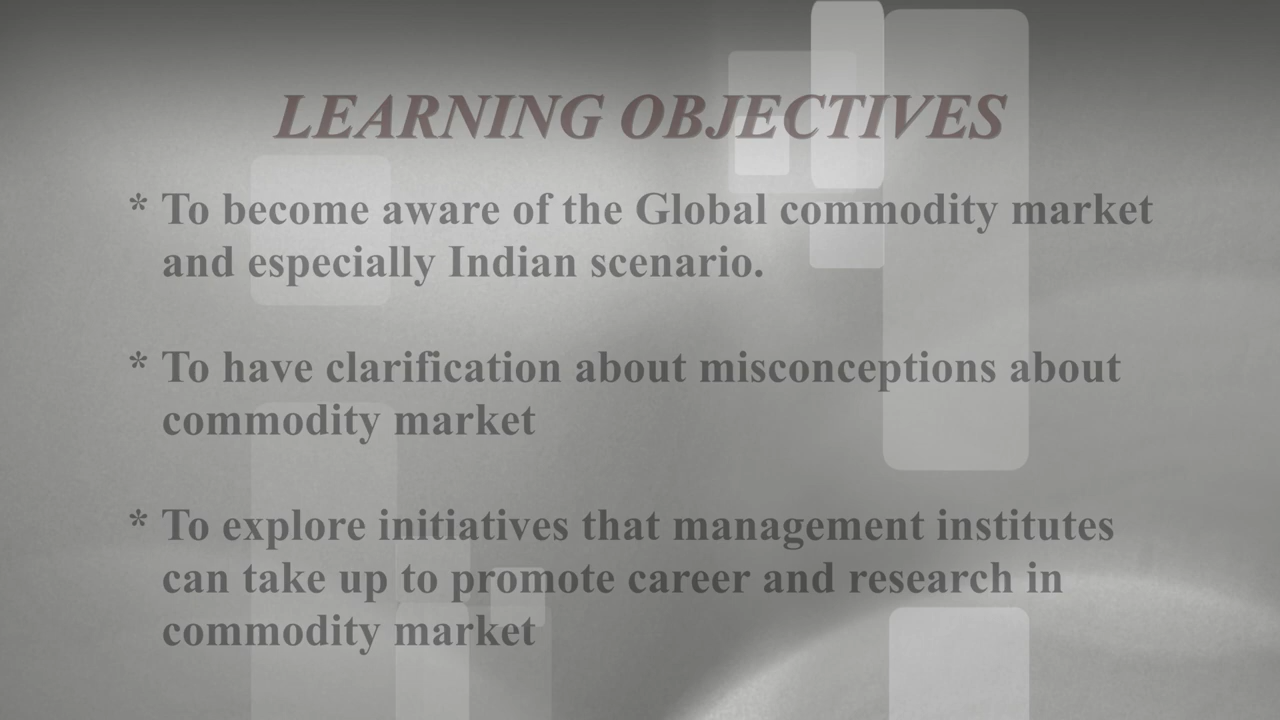 LEARNING OBJECTIVES
* To become aware of the Global commodity market
and especially Indian scenario.
* To have clarification about misconceptions about
commodity market
* To explore initiatives that management institutes
can take up to promote career and research in
commodity market